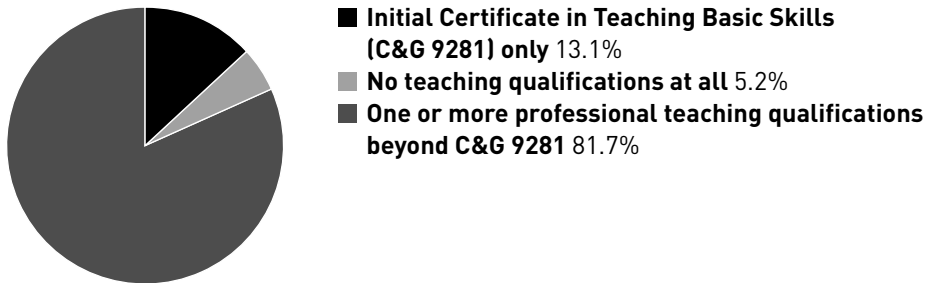 Initial Certificate in Teaching Basic Skills
(C&G 9281) only 13.1%
No teaching qualifications at all 5.2%
One or more professional teaching qualifications
beyond C&G 9281 81.7%